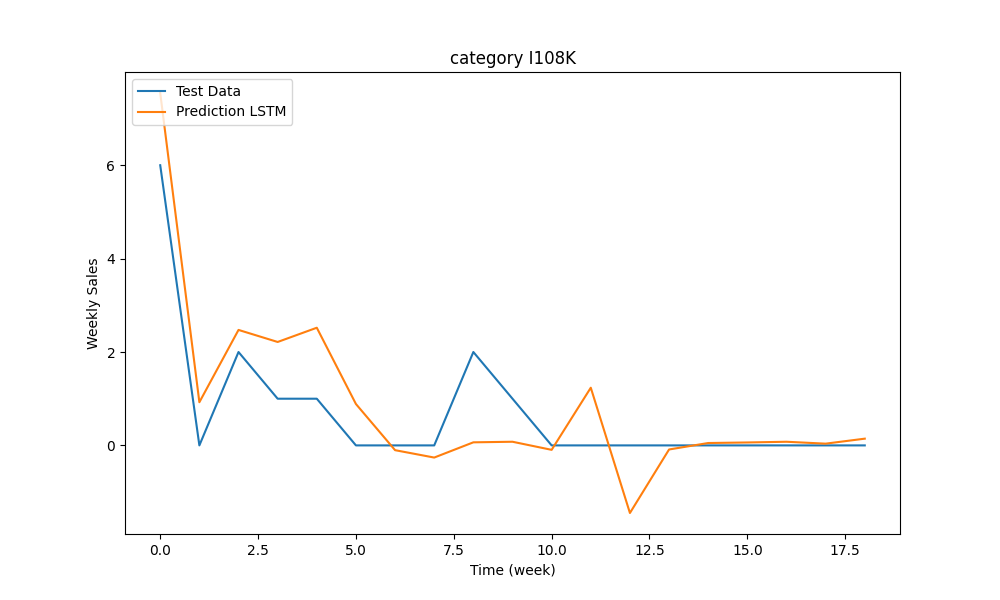 category I108K
Test Data
Prediction LSTM
Weekly Sales
6
4
2
0
0.0 2.5 5.0 7.5 10.0 12.5 15.0 17.5
Time (week)